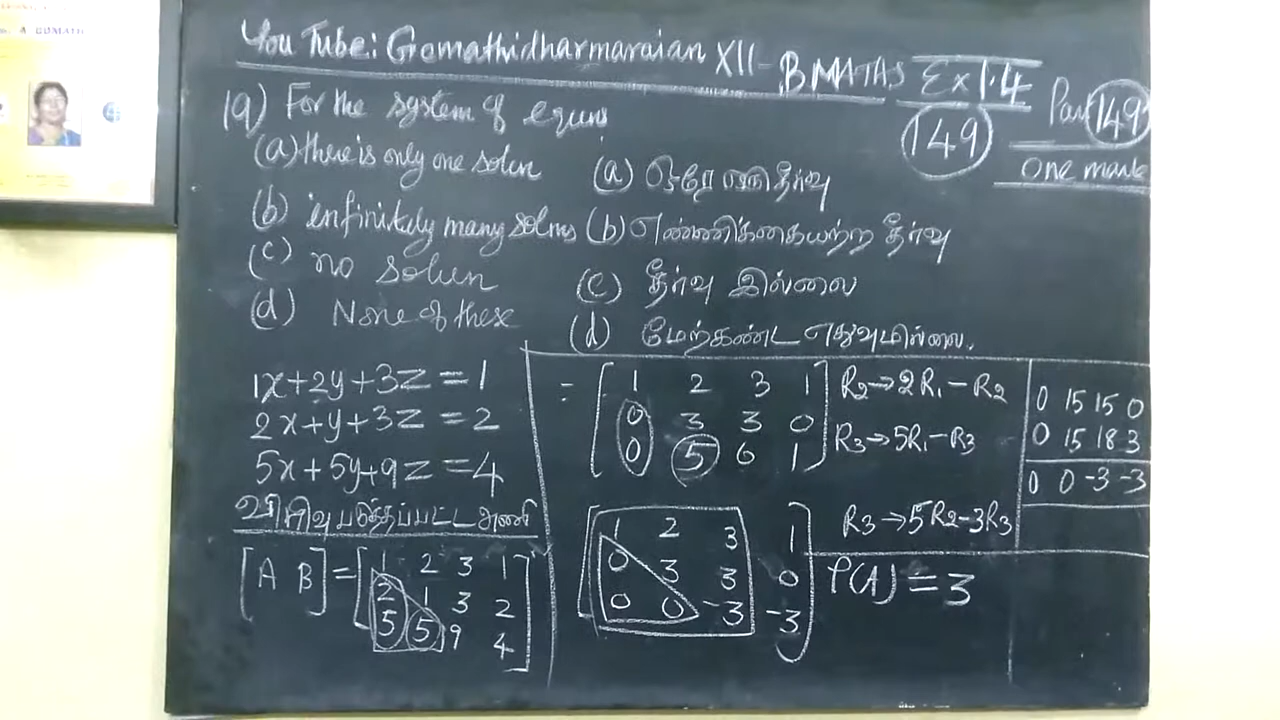 You Tube: Gomathidharmarajan XII - B.MATHS Ex 1.4
Part 149
149
One mark
19) For the system of equns
(a) there is only one soln (a) ஒரே ஒரு தீர்வு
(b) infinitely many solns (b) எண்ணிக்கையற்ற தீர்வு
(c) no soln (c) தீர்வு இல்லை
(d) None of these (d) மேற்கண்ட எதுவுமில்லை.
1x+2y+3z=1
2x+y+3z=2
5x+5y+9z=4
விரிவு படுத்தப்பட்ட அணி
[A B] = [1 2 3 1
2 1 3 2
5 5 9 4]
= [1 2 3 1
0 3 3 0
0 5 6 1] R2→2R1-R2
R3→5R1-R3
[1 2 3 1
0 3 3 0
0 0 -3 -3] R3→5R2-3R3
0 15 15 0
0 15 18 3
0 0 -3 -3
ρ(A)=3